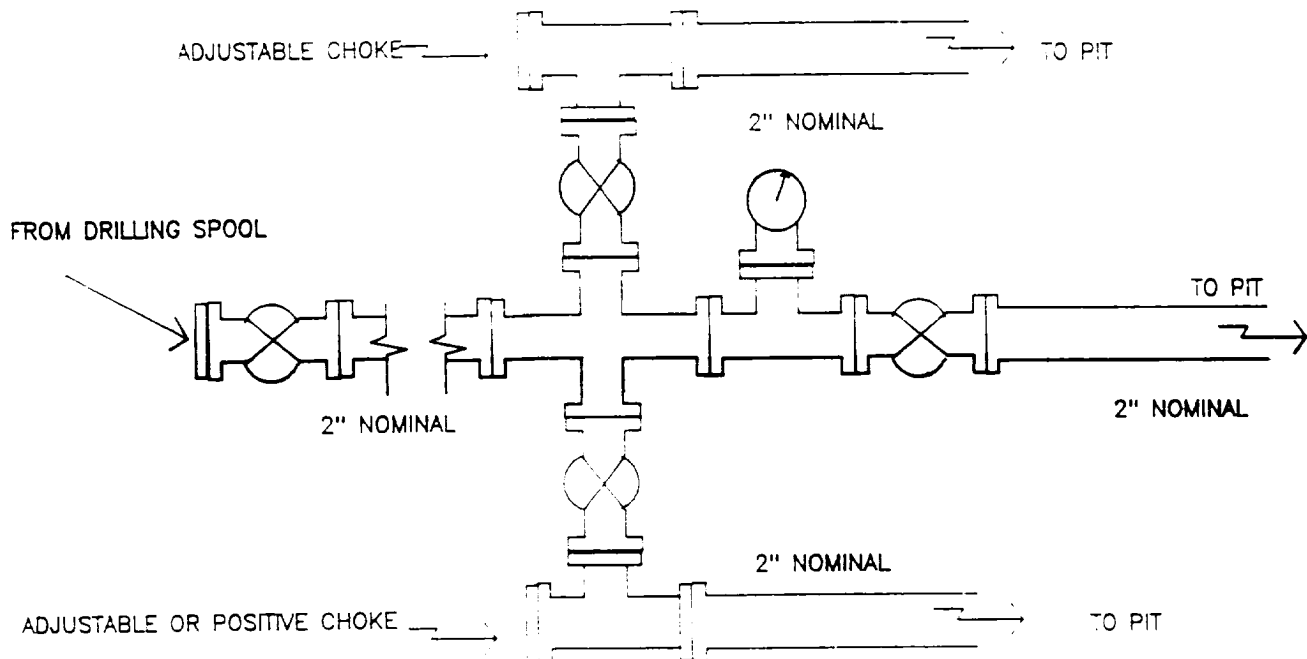 ADJUSTABLE CHOKE
TO PIT
2" NOMINAL
FROM DRILLING SPOOL
TO PIT
2" NOMINAL
2" NOMINAL
2" NOMINAL
ADJUSTABLE OR POSITIVE CHOKE
TO PIT